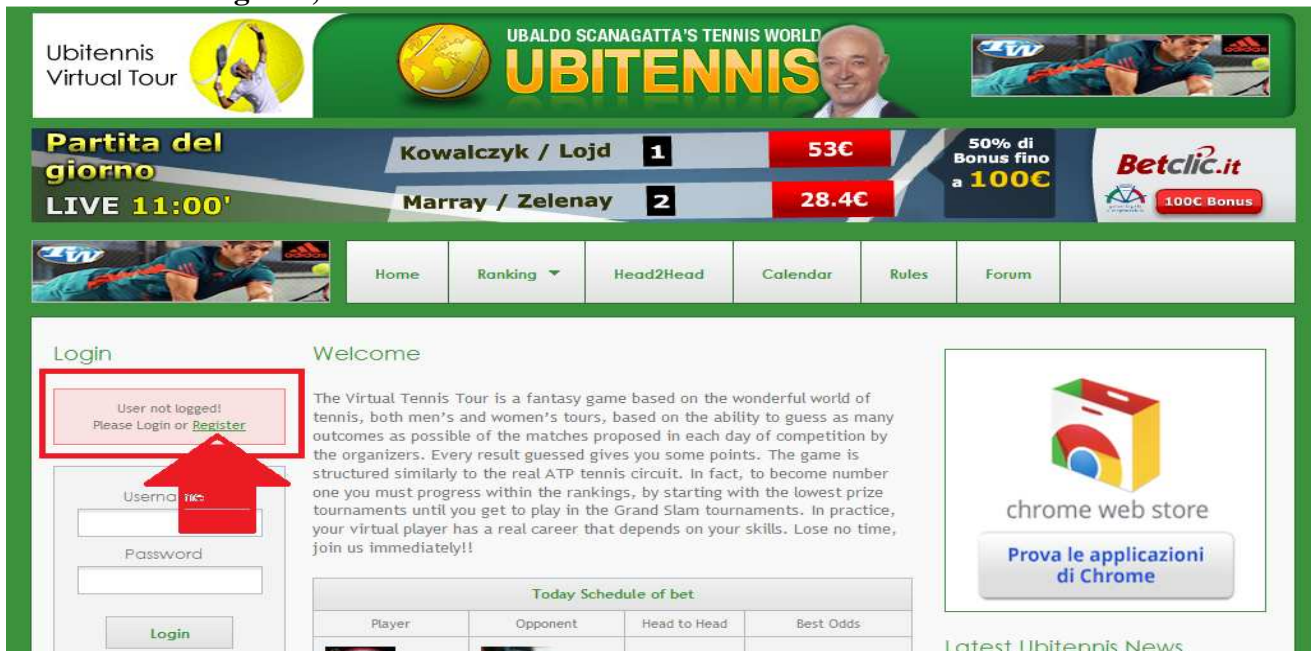 Ubitennis
Virtual Tour
UBALDO SCANAGATTA'S TENNIS WORLD
UBITENNIS
TW
adidas
Partita del
giorno
LIVE 11:00'
Kowalczyk / Lojd 1 53€
Marray / Zelenay 2 28.4€
50% di
Bonus fino
a 100€
Betclic.it
100€ Bonus
TW
adidas
Home Ranking Head2Head Calendar Rules Forum
Login
User not logged!
Please Login or Register
Password
Login
Welcome
The Virtual Tennis Tour is a fantasy game based on the wonderful world of
tennis, both men's and women's tours, based on the ability to guess as many
outcomes as possible of the matches proposed in each day of competition by
the organizers. Every result guessed gives you some points. The game is
structured similarly to the real ATP tennis circuit. In fact, to become number
one you must progress within the rankings, by starting with the lowest prize
tournaments until you get to play in the Grand Slam tournaments. In practice,
your virtual player has a real career that depends on your skills. Lose no time,
join us immediately!!
Today Schedule of bet
Player Opponent Head to Head Best Odds
chrome web store
Prova le applicazioni
di Chrome
Latest Ubitennis News